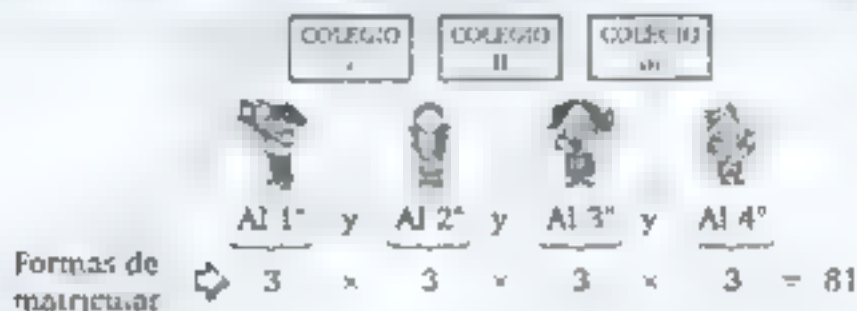 COLEGIO COLEGIO COLEGIO
I II III
Al 1° y Al 2° y Al 3° y Al 4°
Formas de
matricular 3 × 3 × 3 × 3 = 81